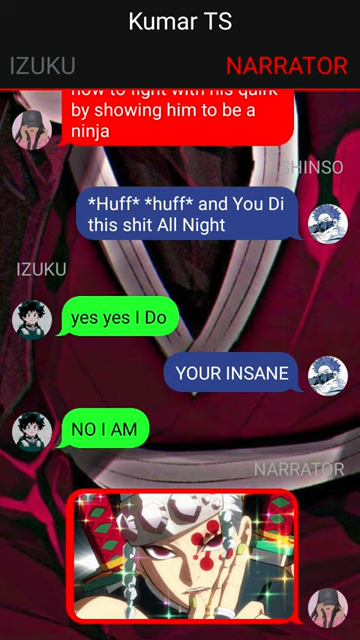 Kumar TS
IZUKU
NARRATOR
how to fight with his quirk
by showing him to be a
ninja
SHINSO
*Huff* *huff* and You Di
this shit All Night
IZUKU
yes yes I Do
YOUR INSANE
NO I AM
NARRATOR